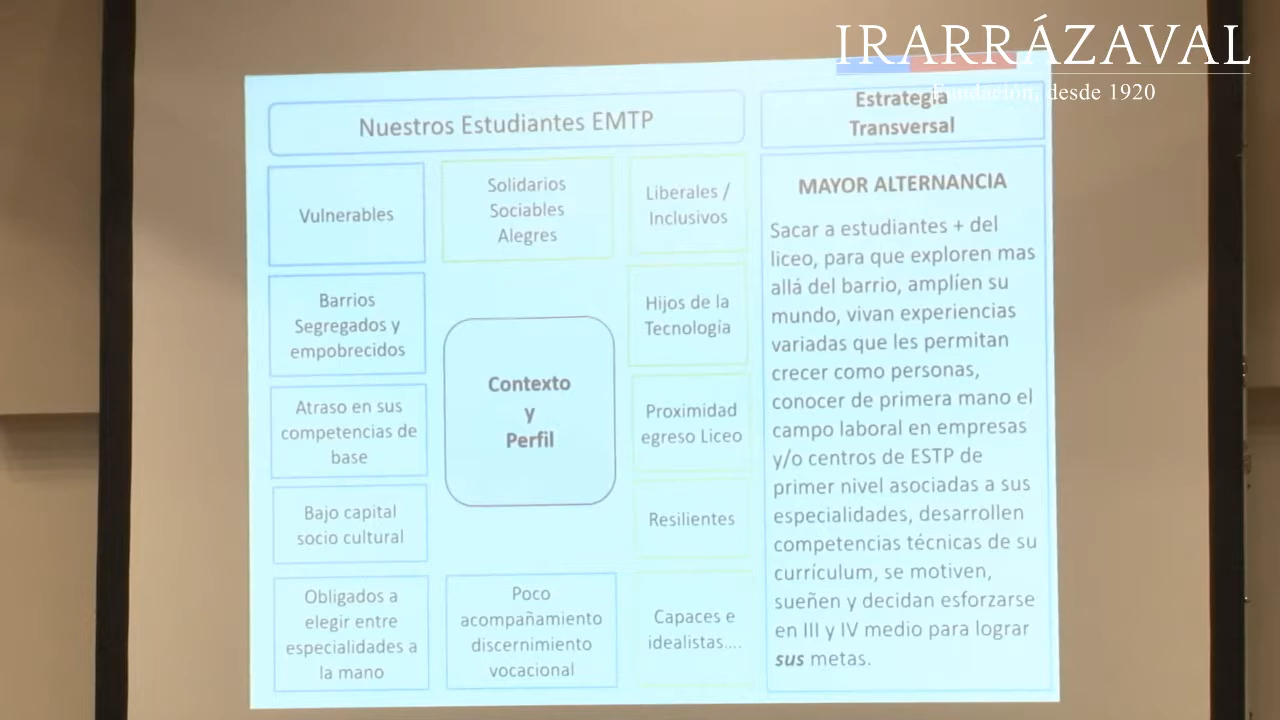 IRARRÁZAVAL
Fundación, desde 1920
Nuestros Estudiantes EMTP
Estrategia
Transversal
Vulnerables
Solidarios
Sociables
Alegres
Liberales /
Inclusivos
Barrios
Segregados y
empobrecidos
Hijos de la
Tecnología
Contexto
y
Perfil
Atraso en sus
competencias de
base
Proximidad
egreso Liceo
Bajo capital
socio cultural
Resilientes
Obligados a
elegir entre
especialidades a
la mano
Poco
acompañamiento
discernimiento
vocacional
Capaces e
idealistas....
MAYOR ALTERNANCIA
Sacar a estudiantes + del
liceo, para que exploren mas
allá del barrio, amplíen su
mundo, vivan experiencias
variadas que les permitan
crecer como personas,
conocer de primera mano el
campo laboral en empresas
y/o centros de ESTP de
primer nivel asociadas a sus
especialidades, desarrollen
competencias técnicas de su
currículum, se motiven,
sueñen y decidan esforzarse
en III y IV medio para lograr
sus metas.